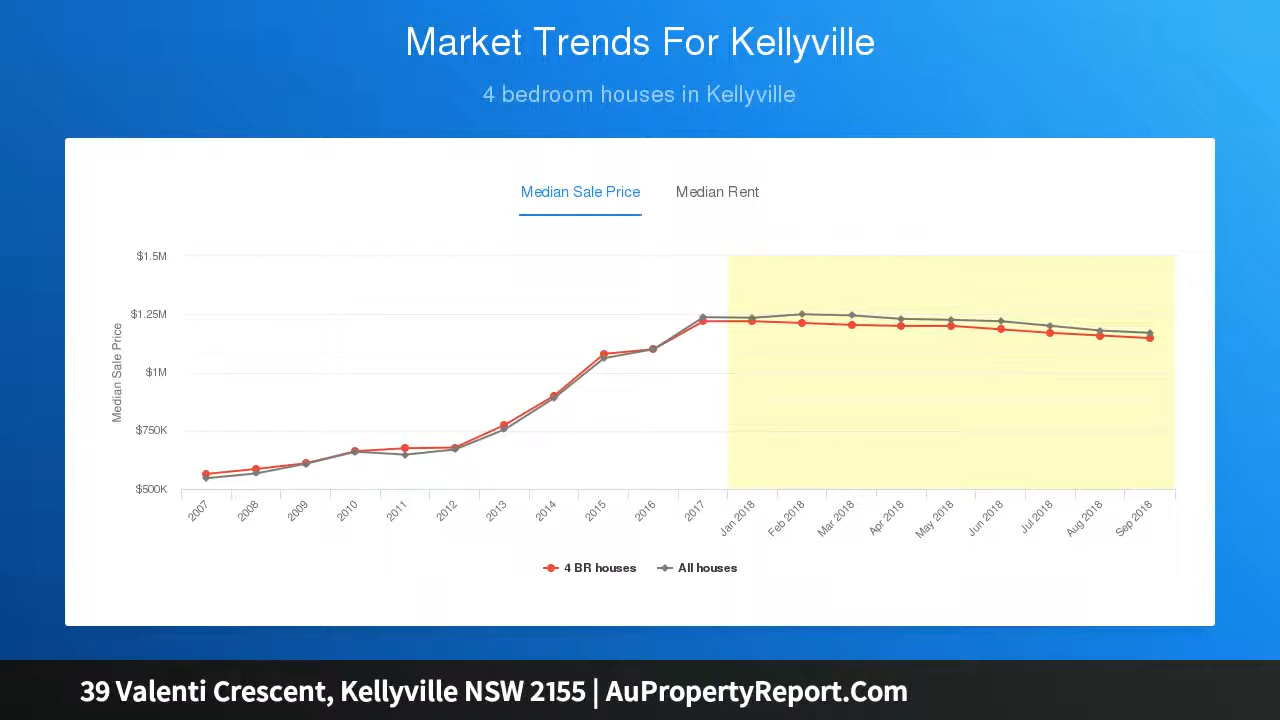 Market Trends For Kellyville
4 bedroom houses in Kellyville
Median Sale Price Median Rent
$1.5M
$1.25M
$1M
$750K
$500K
Median Sale Price
2007 2008 2009 2010 2011 2012 2013 2014 2015 2016 2017 Jan 2018 Feb 2018 Mar 2018 Apr 2018 May 2018 Jun 2018 Jul 2018 Aug 2018 Sep 2018
4 BR houses All houses
39 Valenti Crescent, Kellyville NSW 2155 | AuPropertyReport.Com